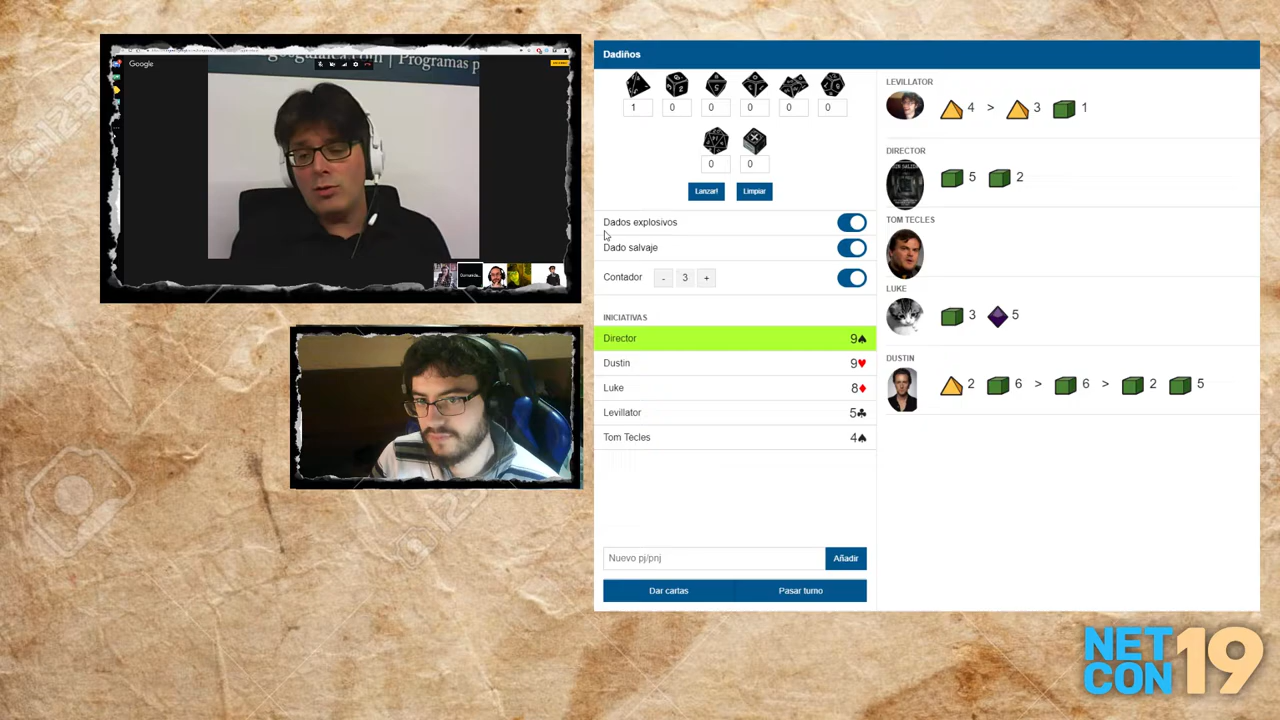 gosgalaicx.com | Programas p
Google
Dadiños
1 0 0 0 0 0
0 0
Lanzar! Limpiar
Dados explosivos
Dado salvaje
Contador - 3 +
INICIATIVAS
Director 9♠
Dustin 9♥
Luke 8♦
Levillator 5♣
Tom Tecles 4♠
Nuevo pj/pnj Añadir
Dar cartas Pasar turno
LEVILLATOR
4 > 3 1
DIRECTOR
5 2
TOM TECLES
LUKE
3 5
DUSTIN
2 6 > 6 > 2 5
NET
CON 19